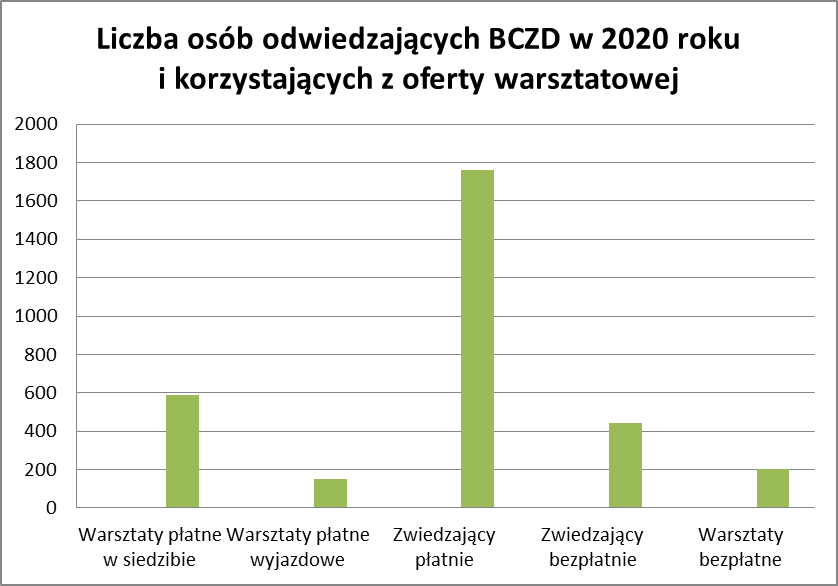 Liczba osób odwiedzających BCZD w 2020 roku
i korzystających z oferty warsztatowej
2000
1800
1600
1400
1200
1000
800
600
400
200
0
Warsztaty płatne
w siedzibie
Warsztaty płatne
wyjazdowe
Zwiedzający
płatnie
Zwiedzający
bezpłatnie
Warsztaty
bezpłatne